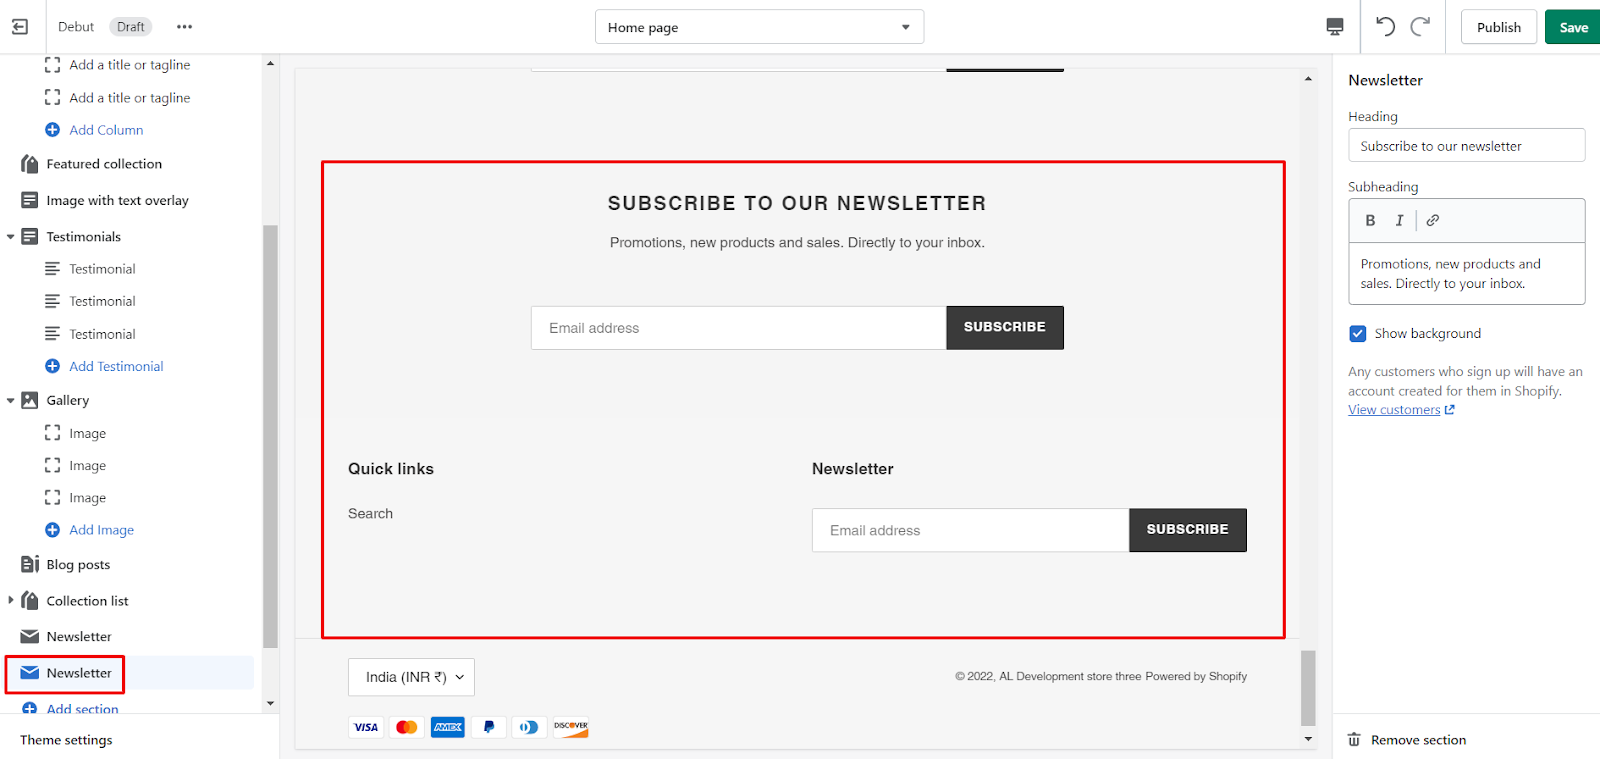 Debut Draft
Home page
Publish
Save
Add a title or tagline
Add a title or tagline
Add Column
Featured collection
Image with text overlay
Testimonials
Testimonial
Testimonial
Testimonial
Add Testimonial
Gallery
Image
Image
Image
Add Image
Blog posts
Collection list
Newsletter
Newsletter
Add section
Theme settings
SUBSCRIBE TO OUR NEWSLETTER
Promotions, new products and sales. Directly to your inbox.
Email address
SUBSCRIBE
Quick links
Search
Newsletter
Email address
SUBSCRIBE
India (INR ₹)
© 2022, AL Development store three Powered by Shopify
VISA
AMEX
DISCOVER
Newsletter
Heading
Subscribe to our newsletter
Subheading
B I
Promotions, new products and
sales. Directly to your inbox.
Show background
Any customers who sign up will have an
account created for them in Shopify.
View customers
Remove section